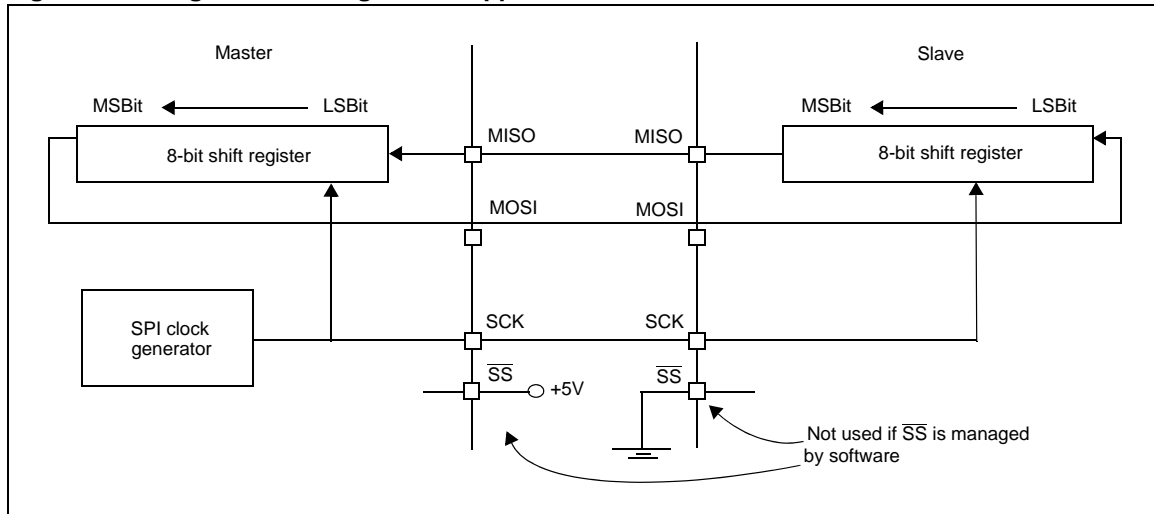 Master
Slave
MSBit
LSBit
MSBit
LSBit
8-bit shift register
MISO
MISO
8-bit shift register
MOSI
MOSI
SPI clock
generator
SCK
SCK
SS
+5V
SS
Not used if SS is managed
by software